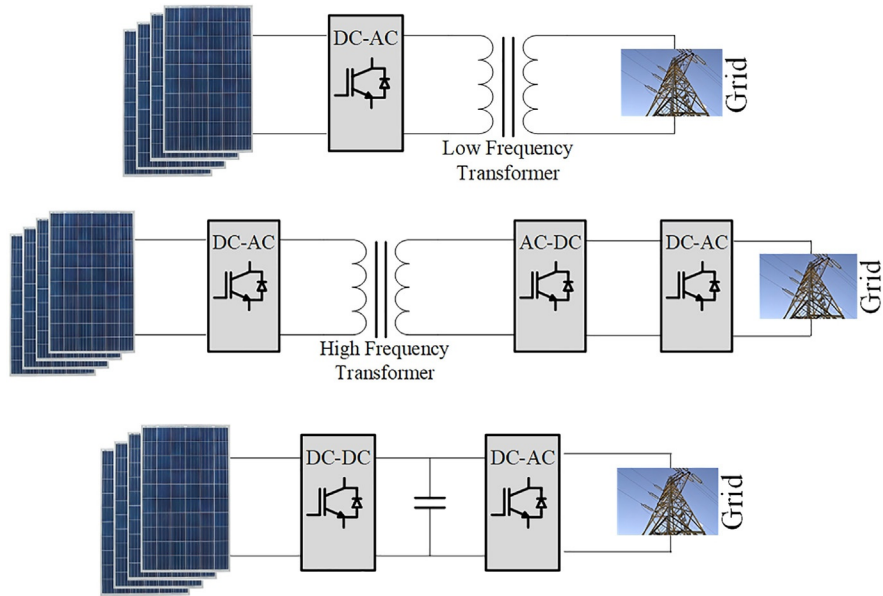 DC-AC
Grid
Low Frequency
Transformer
DC-AC
AC-DC
DC-AC
Grid
High Frequency
Transformer
DC-DC
DC-AC
Grid